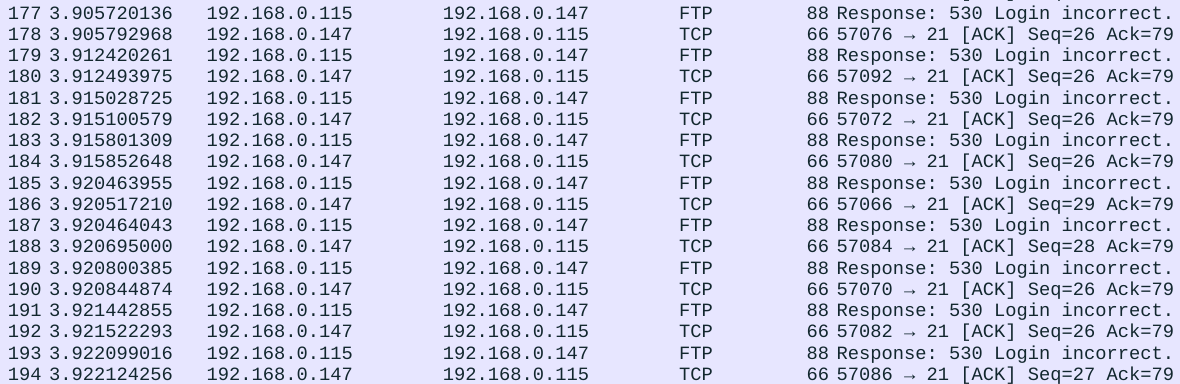 177 3.905720136 192.168.0.115 192.168.0.147 FTP 88 Response: 530 Login incorrect.
178 3.905792968 192.168.0.147 192.168.0.115 TCP 66 57076 → 21 [ACK] Seq=26 Ack=79
179 3.912420261 192.168.0.115 192.168.0.147 FTP 88 Response: 530 Login incorrect.
180 3.912493975 192.168.0.147 192.168.0.115 TCP 66 57092 → 21 [ACK] Seq=26 Ack=79
181 3.915028725 192.168.0.115 192.168.0.147 FTP 88 Response: 530 Login incorrect.
182 3.915100579 192.168.0.147 192.168.0.115 TCP 66 57072 → 21 [ACK] Seq=26 Ack=79
183 3.915801309 192.168.0.115 192.168.0.147 FTP 88 Response: 530 Login incorrect.
184 3.915852648 192.168.0.147 192.168.0.115 TCP 66 57080 → 21 [ACK] Seq=26 Ack=79
185 3.920463955 192.168.0.115 192.168.0.147 FTP 88 Response: 530 Login incorrect.
186 3.920517210 192.168.0.147 192.168.0.115 TCP 66 57066 → 21 [ACK] Seq=29 Ack=79
187 3.920464043 192.168.0.115 192.168.0.147 FTP 88 Response: 530 Login incorrect.
188 3.920695000 192.168.0.147 192.168.0.115 TCP 66 57084 → 21 [ACK] Seq=28 Ack=79
189 3.920800385 192.168.0.115 192.168.0.147 FTP 88 Response: 530 Login incorrect.
190 3.920844874 192.168.0.147 192.168.0.115 TCP 66 57070 → 21 [ACK] Seq=26 Ack=79
191 3.921442855 192.168.0.115 192.168.0.147 FTP 88 Response: 530 Login incorrect.
192 3.921522293 192.168.0.147 192.168.0.115 TCP 66 57082 → 21 [ACK] Seq=26 Ack=79
193 3.922099016 192.168.0.115 192.168.0.147 FTP 88 Response: 530 Login incorrect.
194 3.922124256 192.168.0.147 192.168.0.115 TCP 66 57086 → 21 [ACK] Seq=27 Ack=79